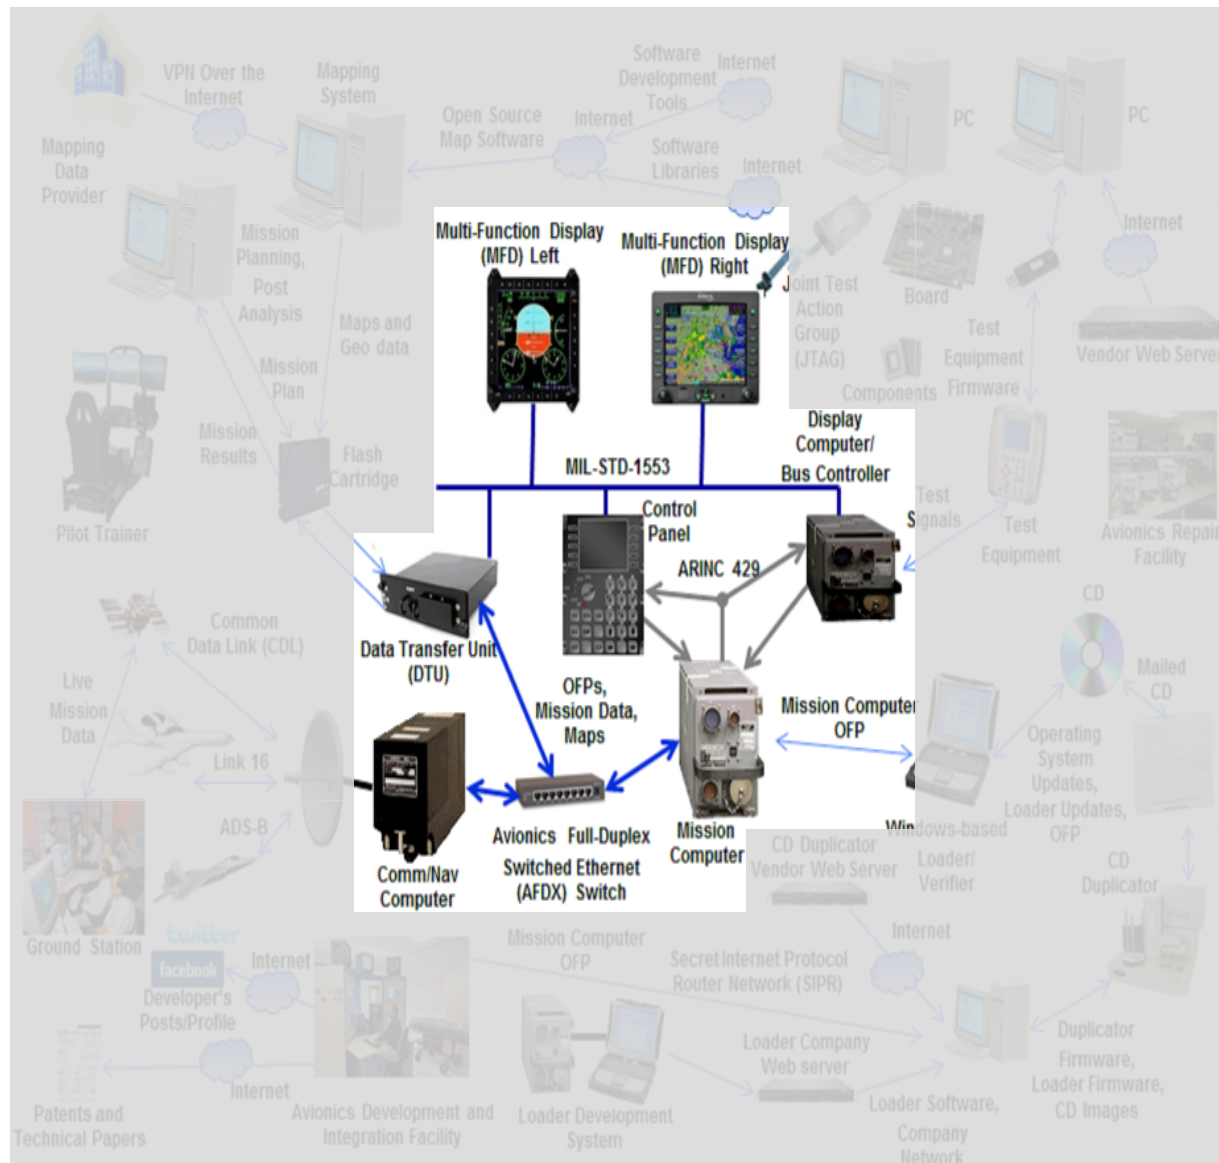 VPN Over the
Internet
Mapping
System
Software
Development
Tools
Internet
Open Source
Map Software
Internet
PC
PC
Mapping
Data
Provider
Software
Libraries
Internet
Mission
Planning,
Post
Analysis
Multi-Function Display
(MFD) Left
Multi-Function Display
(MFD) Right
Internet
Joint Test
Action
Group
(JTAG)
Board
Test
Equipment
Firmware
Vendor Web Server
Maps and
Geo data
Mission
Plan
Components
Mission
Results
Flash
Cartridge
MIL-STD-1553
Display
Computer/
Bus Controller
Control
Panel
Test
Signals
Test
Equipment
Avionics Repair
Facility
Pilot Trainer
ARINC 429
CD
Common
Data Link (CDL)
Data Transfer Unit
(DTU)
Mailed
CD
Live
Mission
Data
OFPs,
Mission Data,
Maps
Mission Computer
OFP
Operating
System
Updates,
Loader Updates,
OFP
Link 16
ADS-B
Avionics Full-Duplex
Switched Ethernet
(AFDX) Switch
Mission
Computer
Windows-based
Loader/
Verifier
CD Duplicator
Vendor Web Server
CD
Duplicator
Comm/Nav
Computer
Ground Station
twitter
facebook
Developer's
Posts/Profile
Internet
Mission Computer
OFP
Secret Internet Protocol
Router Network (SIPR)
Internet
Internet
Loader Company
Web server
Duplicator
Firmware,
Loader Firmware,
CD Images
Patents and
Technical Papers
Avionics Development and
Integration Facility
Loader Development
System
Loader Software,
Company
Network